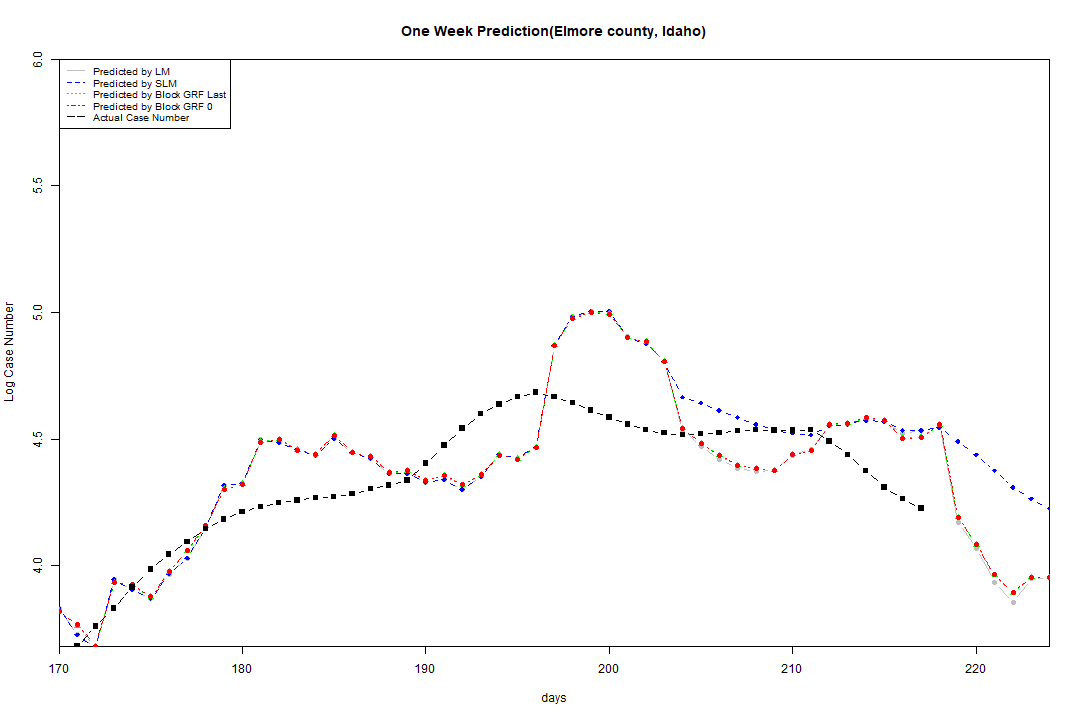 One Week Prediction(Elmore county, Idaho)
6.0
Predicted by LM
Predicted by SLM
Predicted by Block GRF Last
Predicted by Block GRF 0
Actual Case Number
5.5
5.0
4.5
4.0
Log Case Number
170
180
190
200
210
220
days